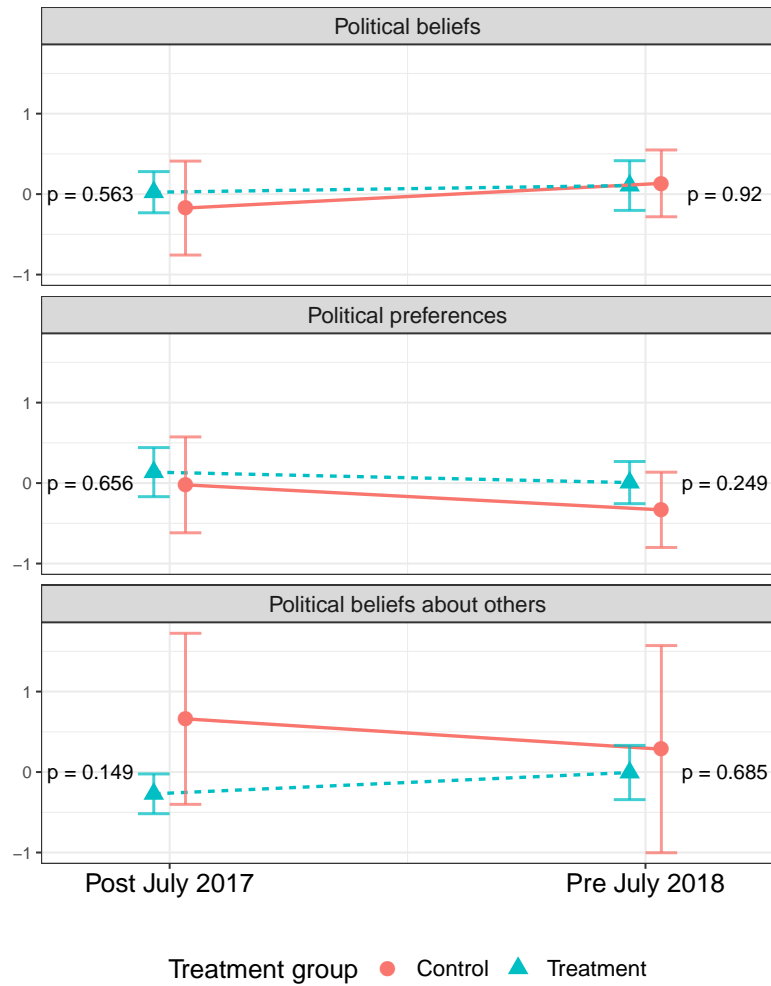 Political beliefs
1
0
−1
p = 0.563
p = 0.92
Political preferences
1
0
−1
p = 0.656
p = 0.249
Political beliefs about others
1
0
−1
p = 0.149
p = 0.685
Post July 2017
Pre July 2018
Treatment group
Control
Treatment